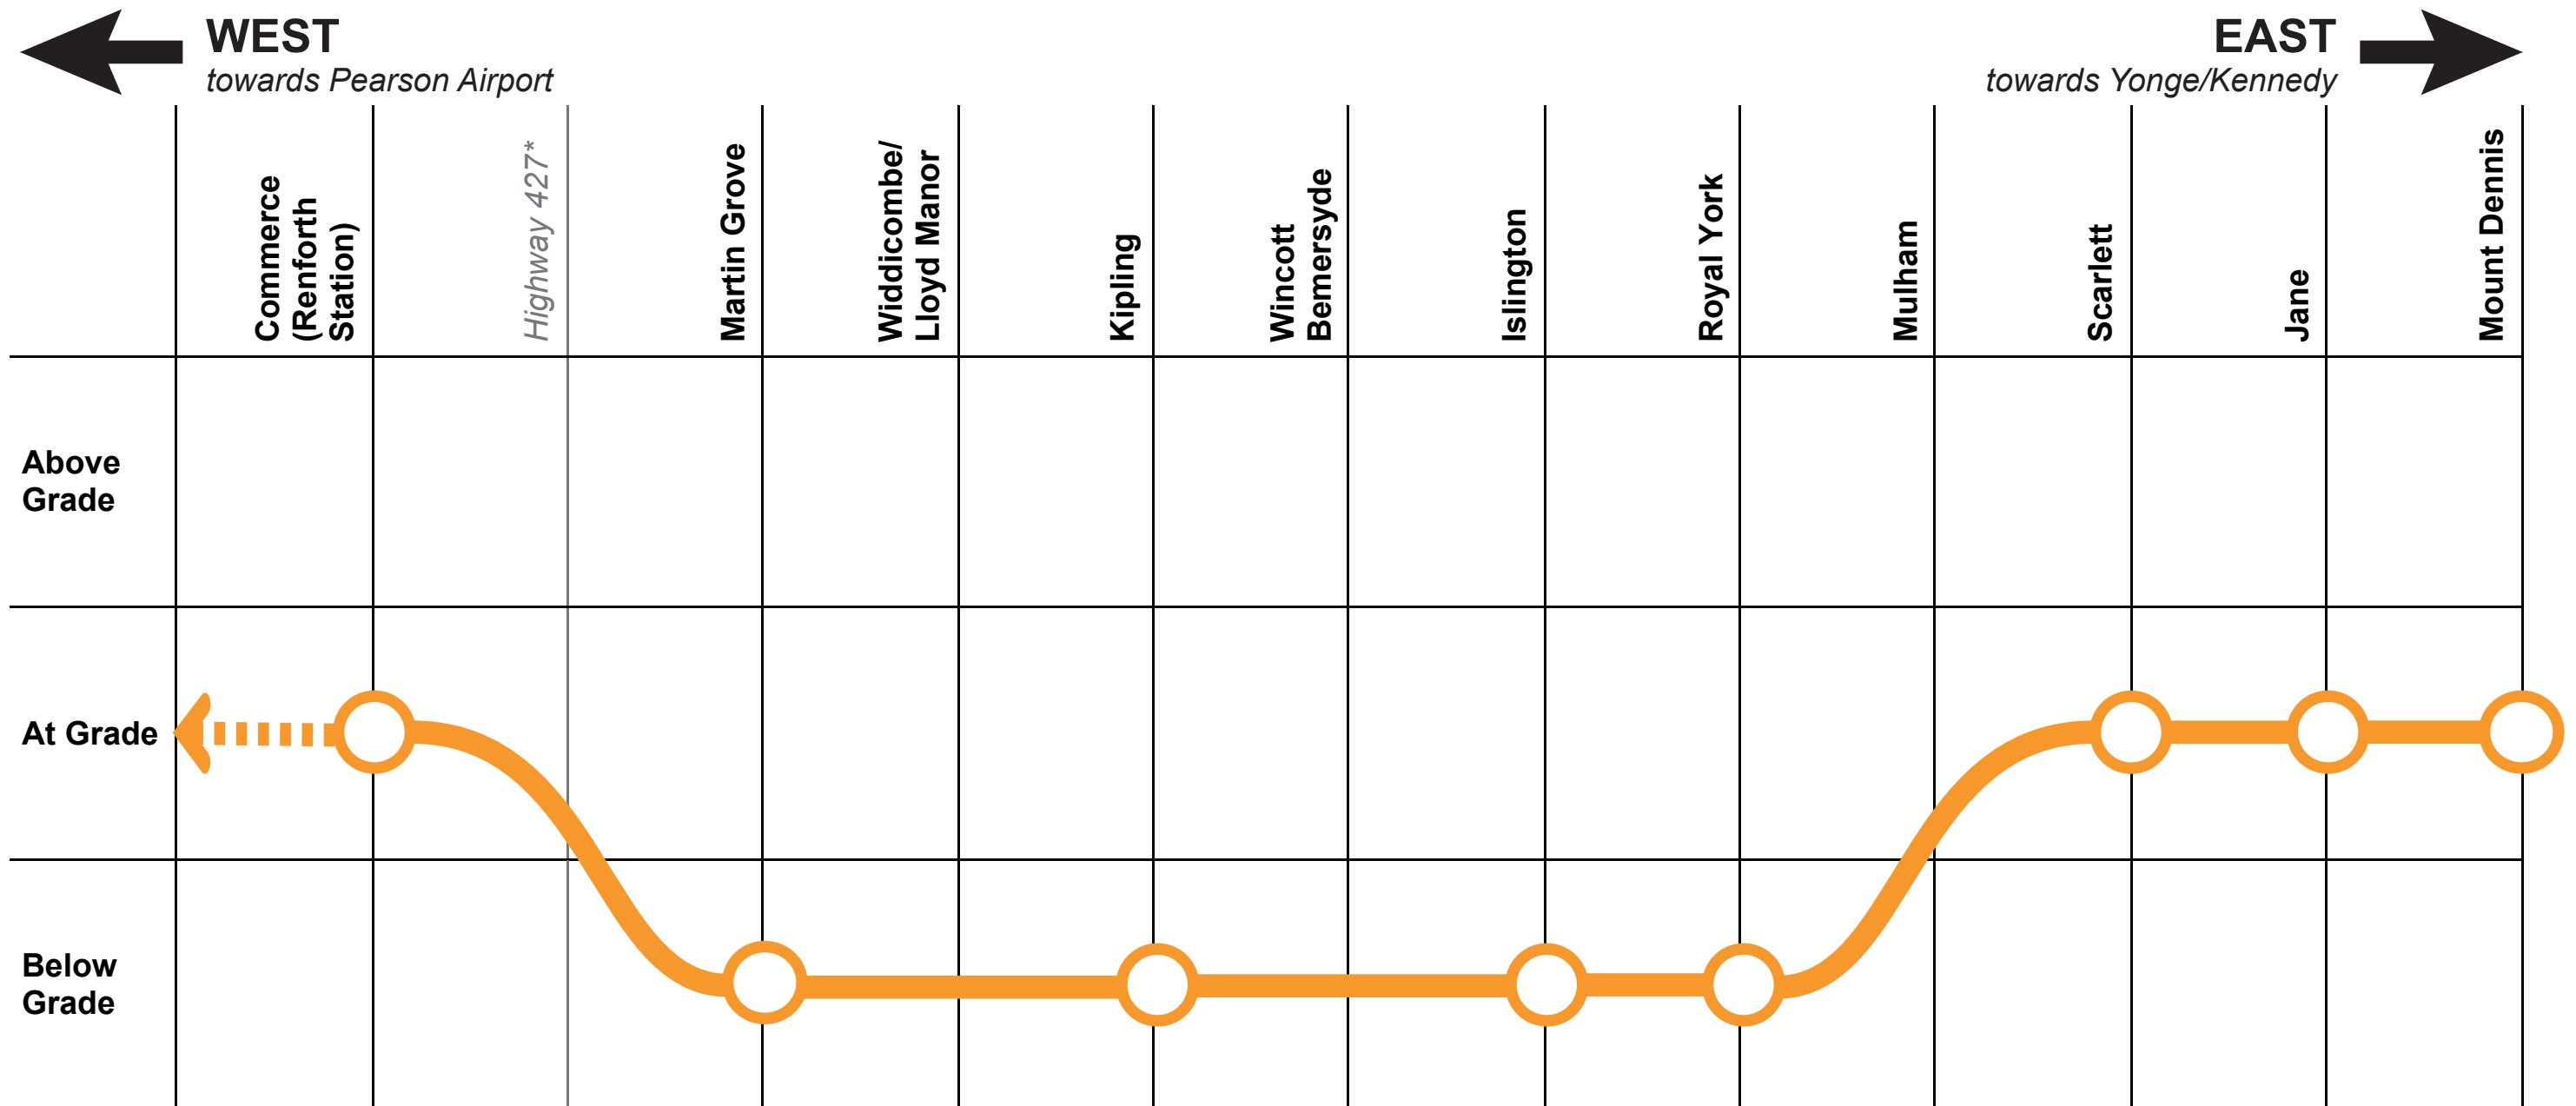 WEST
towards Pearson Airport
EAST
towards Yonge/Kennedy
Commerce
(Renforth
Station)
Highway 427*
Martin Grove
Widdicombe/
Lloyd Manor
Kipling
Wincott
Bemersyde
Islington
Royal York
Mulham
Scarlett
Jane
Mount Dennis
Above
Grade
At Grade
Below
Grade